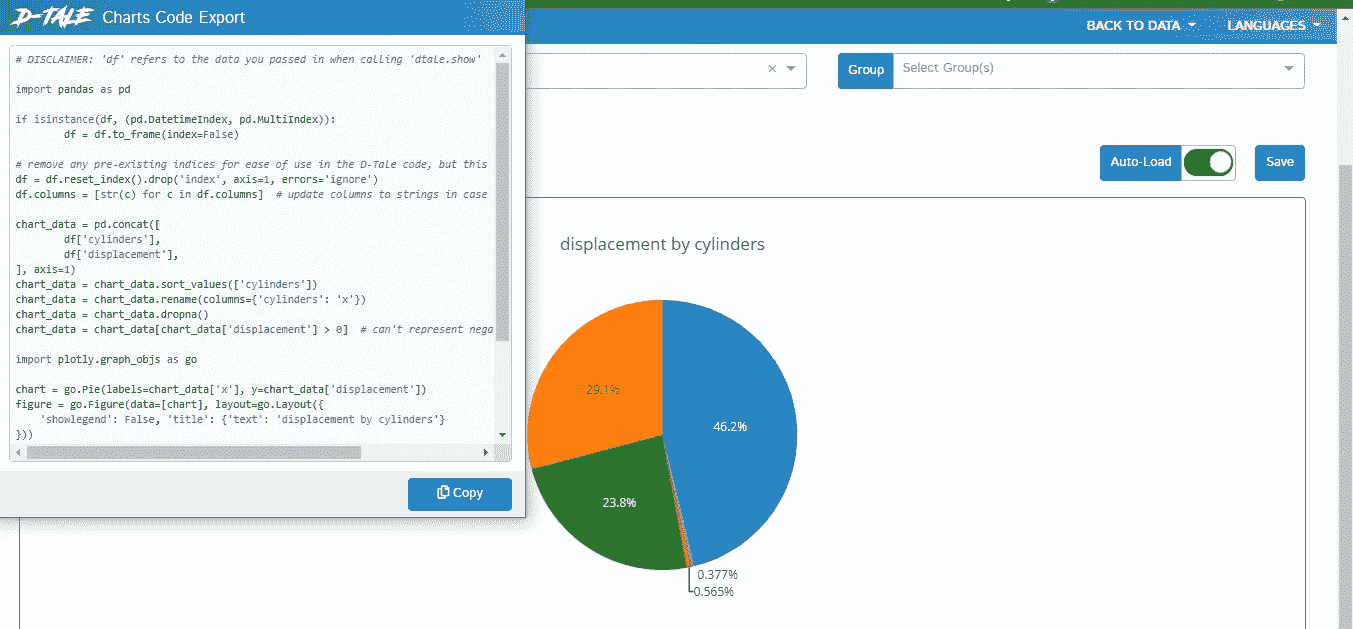 D-TALE Charts Code Export
BACK TO DATA
LANGUAGES
# DISCLAIMER: 'df' refers to the data you passed in when calling 'dtale.show'
import pandas as pd
if isinstance(df, (pd.DatetimeIndex, pd.MultiIndex)):
df = df.to_frame(index=False)
# remove any pre-existing indices for ease of use in the D-Tale code, but this
df = df.reset_index().drop('index', axis=1, errors='ignore')
df.columns = [str(c) for c in df.columns]  # update columns to strings in case
chart_data = pd.concat([
df['cylinders'],
df['displacement'],
], axis=1)
chart_data = chart_data.sort_values(['cylinders'])
chart_data = chart_data.rename(columns={'cylinders': 'x'})
chart_data = chart_data.dropna()
chart_data = chart_data[chart_data['displacement'] > 0]  # can't represent nega
import plotly.graph_objs as go
chart = go.Pie(labels=chart_data['x'], y=chart_data['displacement'])
figure = go.Figure(data=[chart], layout=go.Layout({
'showlegend': False, 'title': {'text': 'displacement by cylinders'}
}))
Copy
Group
Select Group(s)
Auto-Load
Save
displacement by cylinders
29.1%
46.2%
23.8%
0.377%
0.565%